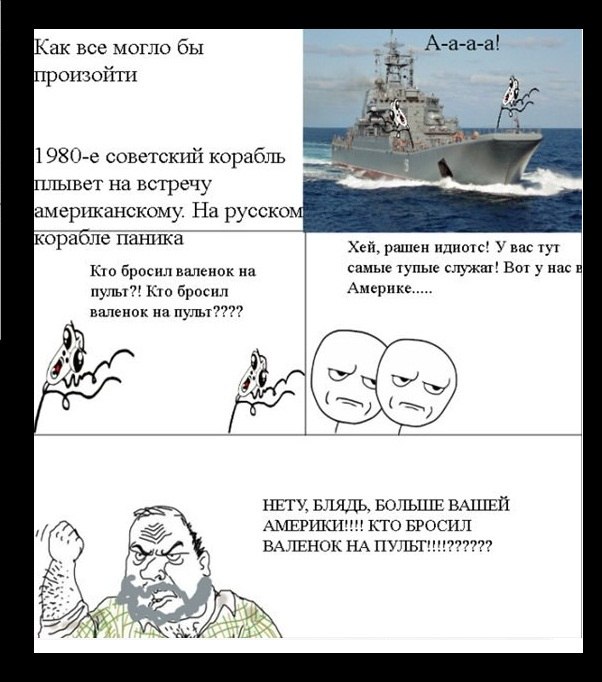 Как все могло бы
произойти
1980-е советский корабль
плывет на встречу
американскому. На русском
корабле паника
А-а-а-а!
Кто бросил валенок на
пульт?! Кто бросил
валенок на пульт????
Хей, рашен идиотс! У вас тут
самые тупые служат! Вот у нас в
Америке.....
НЕТУ, БЛЯДЬ, БОЛЬШЕ ВАШЕЙ
АМЕРИКИ!!!! КТО БРОСИЛ
ВАЛЕНОК НА ПУЛЬТ!!!!??????